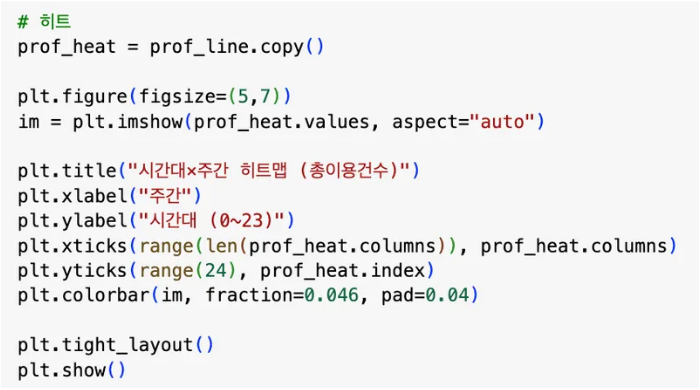 # 히트
prof_heat = prof_line.copy()
plt.figure(figsize=(5,7))
im = plt.imshow(prof_heat.values, aspect="auto")
plt.title("시간대×주간 히트맵 (총이용건수)")
plt.xlabel("주간")
plt.ylabel("시간대 (0~23)")
plt.xticks(range(len(prof_heat.columns)), prof_heat.columns)
plt.yticks(range(24), prof_heat.index)
plt.colorbar(im, fraction=0.046, pad=0.04)
plt.tight_layout()
plt.show()